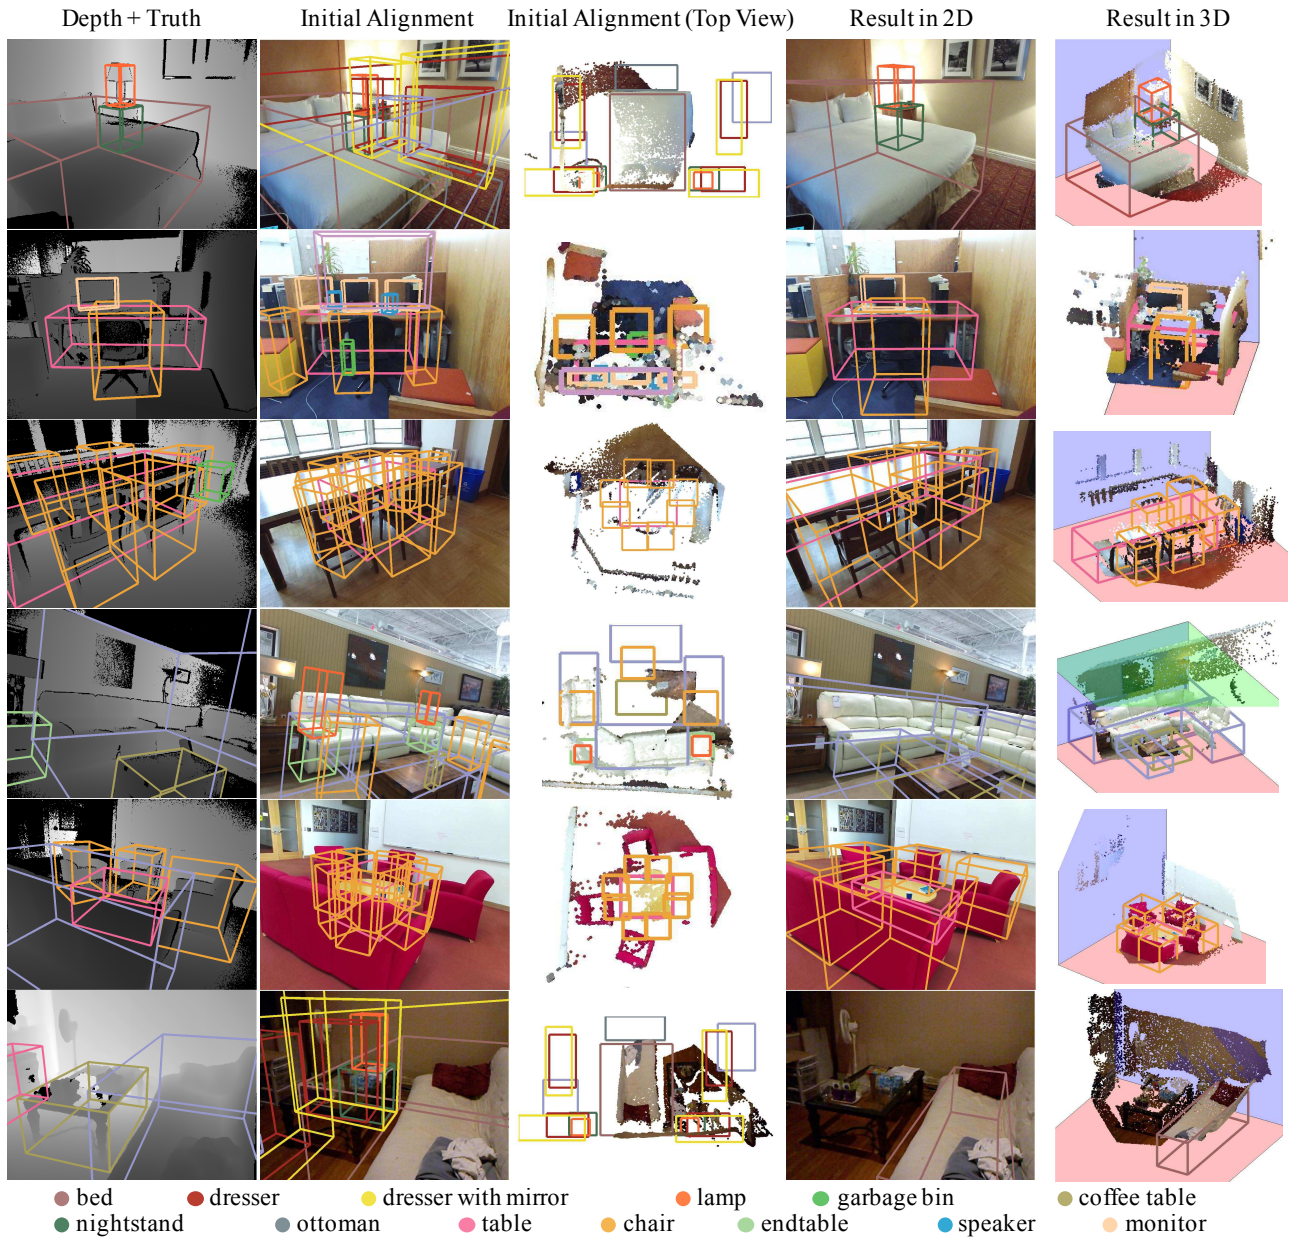 Depth + Truth Initial Alignment Initial Alignment (Top View) Result in 2D Result in 3D
bed dresser dresser with mirror lamp garbage bin coffee table
nightstand ottoman table chair endtable speaker monitor